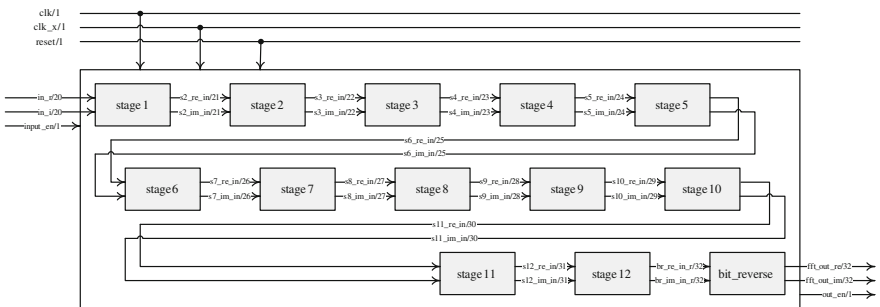 clk/1
clk_x/1
reset/1
in_r/20
in_i/20
input_en/1
stage 1
s2_re_in/21
s2_im_in/21
stage 2
s3_re_in/22
s3_im_in/22
stage 3
s4_re_in/23
s4_im_in/23
stage 4
s5_re_in/24
s5_im_in/24
stage 5
s6_re_in/25
s6_im_in/25
stage6
s7_re_in/26
s7_im_in/26
stage7
s8_re_in/27
s8_im_in/27
stage 8
s9_re_in/28
s9_im_in/28
stage 9
s10_re_in/29
s10_im_in/29
stage 10
s11_re_in/30
s11_im_in/30
stage11
s12_re_in/31
s12_im_in/31
stage 12
br_re_in_r/32
br_im_in_r/32
bit_reverse
fft_out_re/32
fft_out_im/32
out_en/1